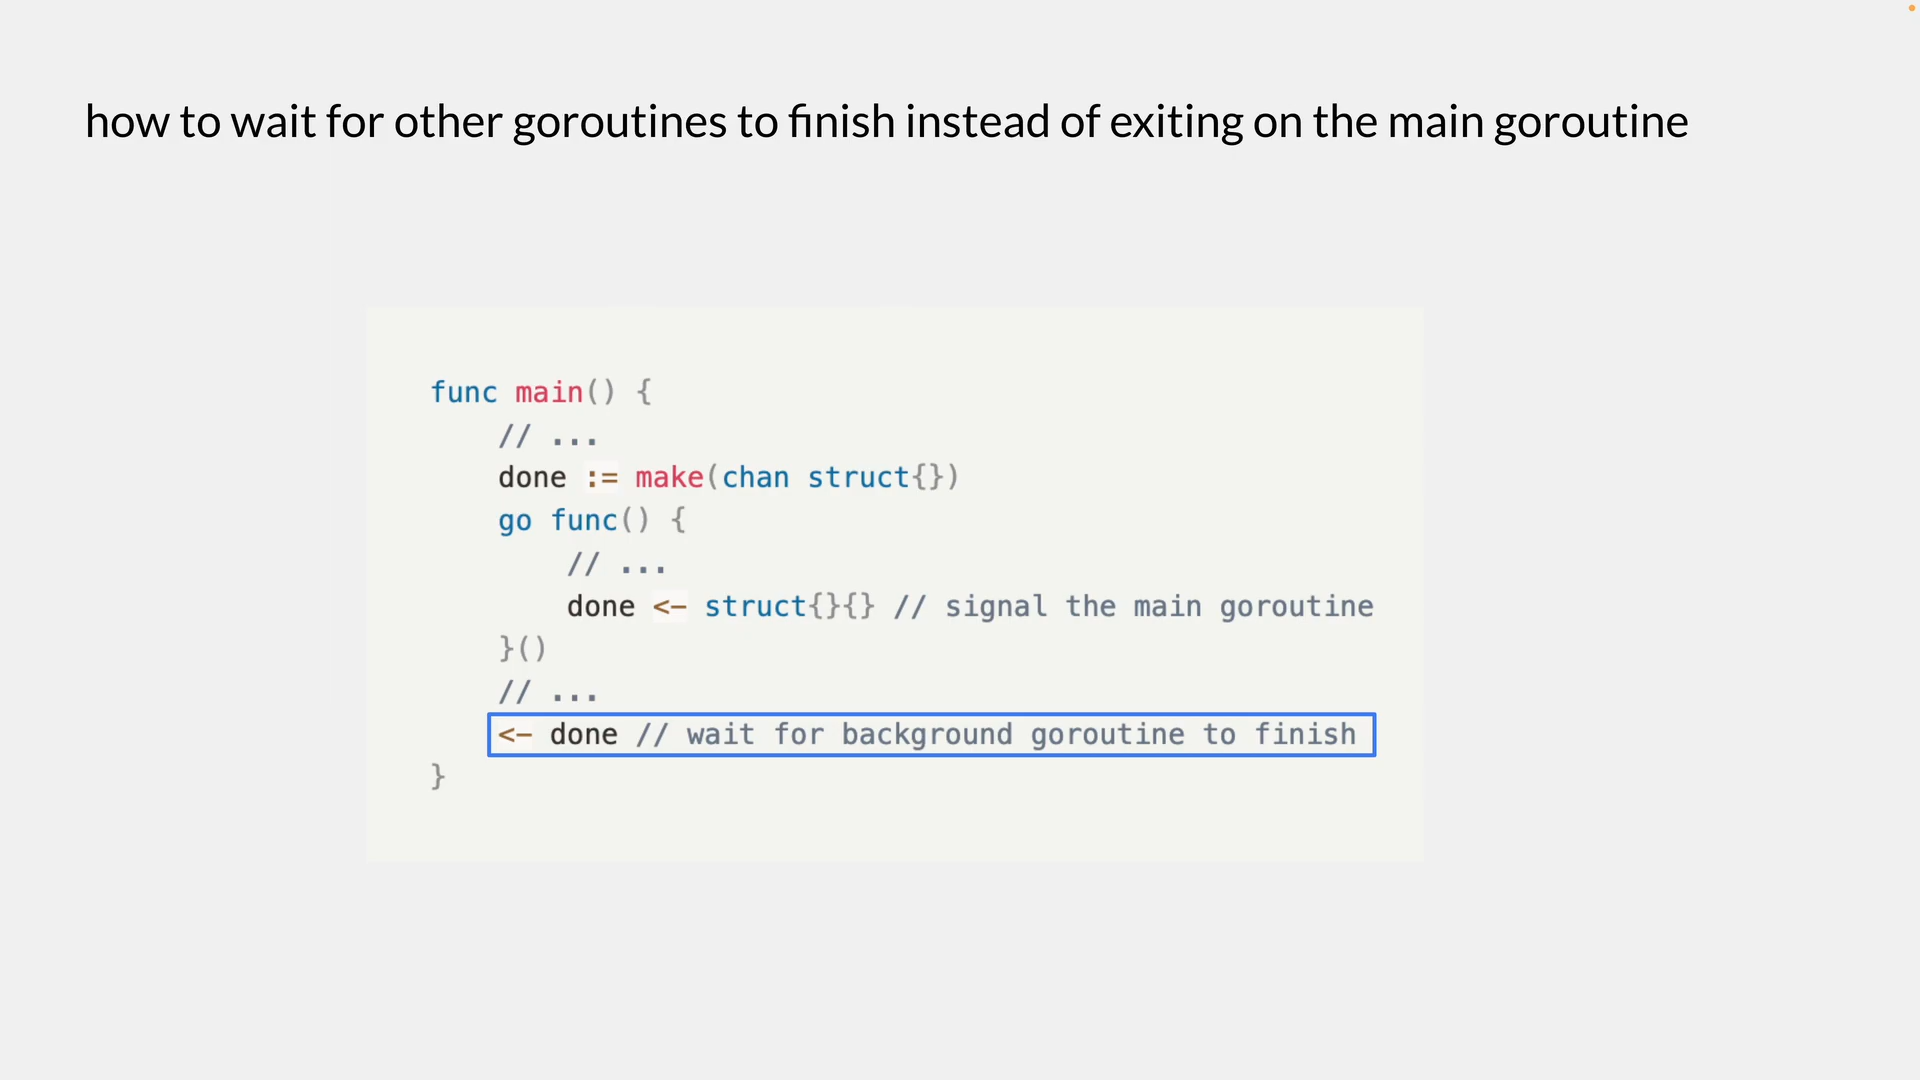 how to wait for other goroutines to finish instead of exiting on the main goroutine
func main() {
// ...
done := make(chan struct{})
go func() {
// ...
done <- struct{}{} // signal the main goroutine
}()
// ...
<- done // wait for background goroutine to finish
}